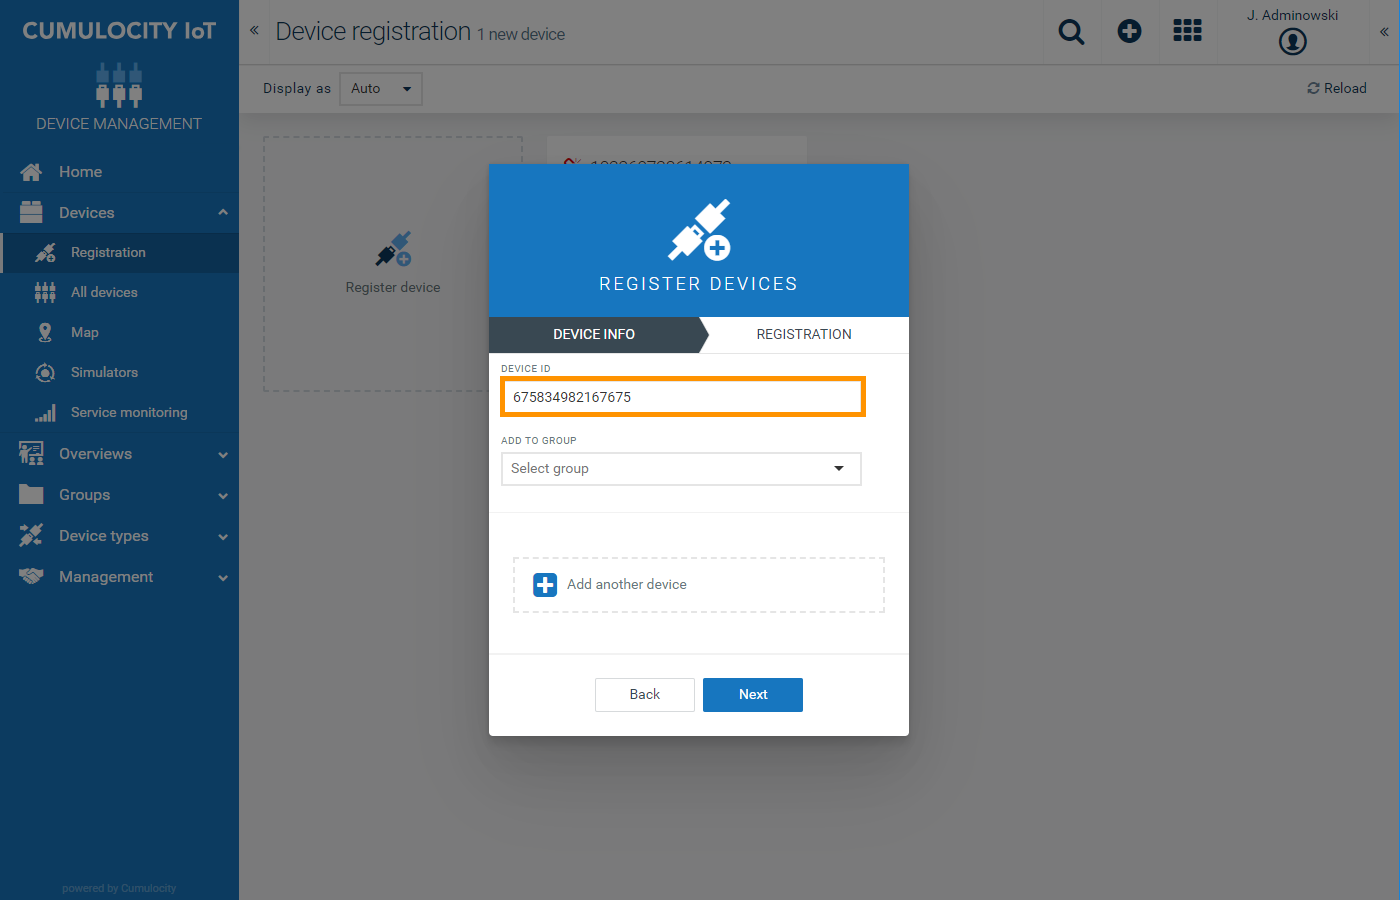 CUMULOCITY IoT
DEVICE MANAGEMENT
Home
Devices
Registration
All devices
Map
Simulators
Service monitoring
Overviews
Groups
Device types
Management
powered by Cumulocity
Device registration 1 new device
J. Adminowski
Display as Auto
Reload
Register device
REGISTER DEVICES
DEVICE INFO
REGISTRATION
DEVICE ID
675834982167675
ADD TO GROUP
Select group
Add another device
Back
Next